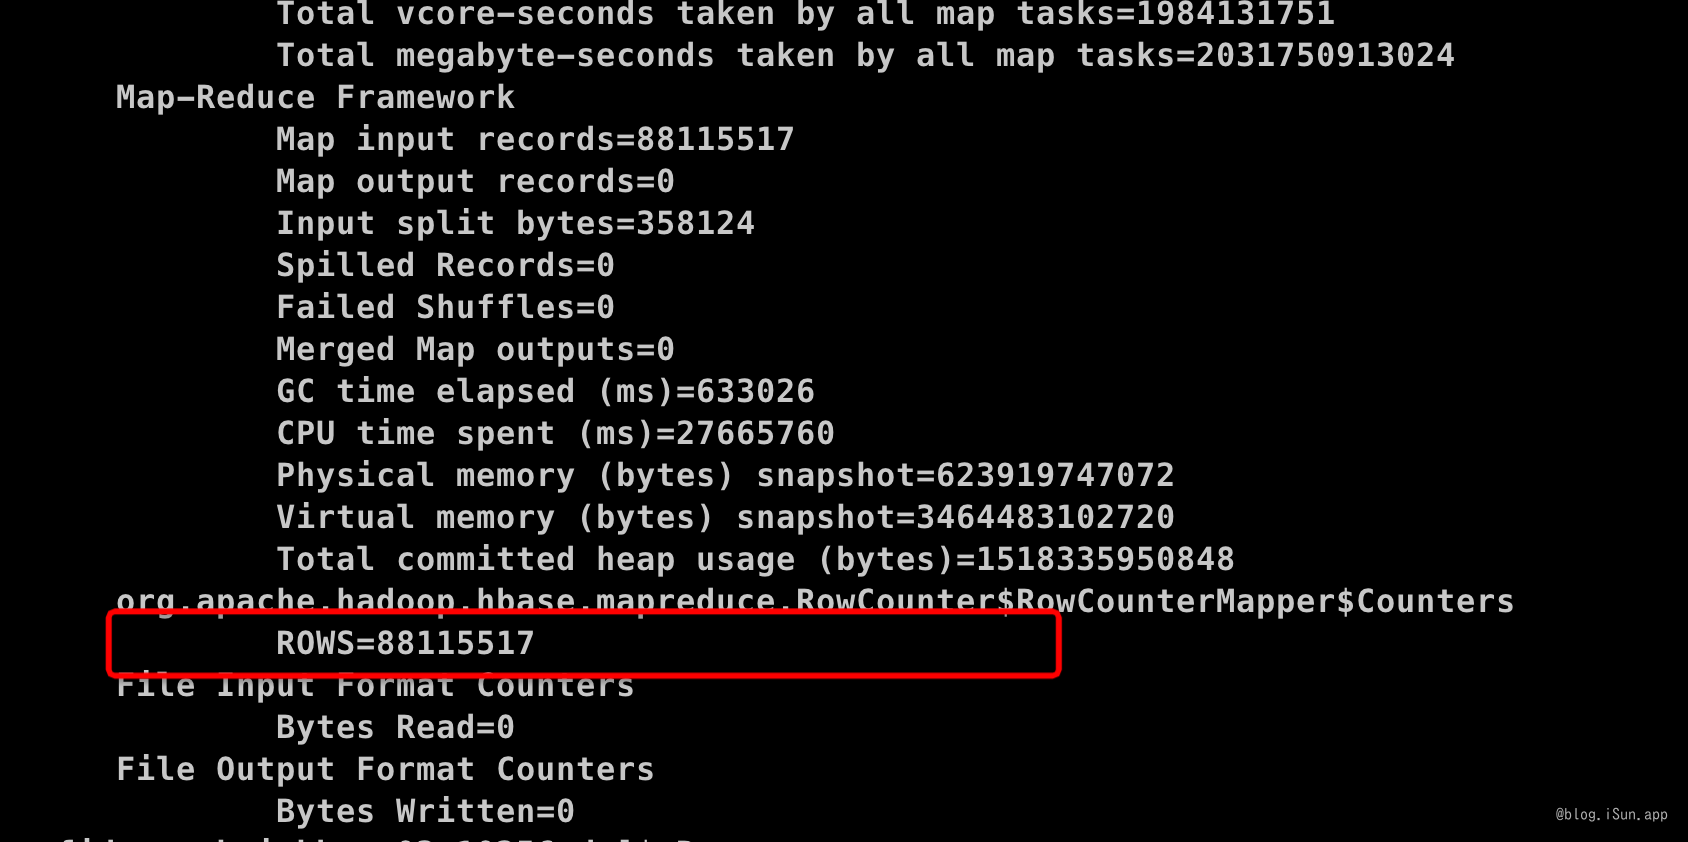 Total vcore-seconds taken by all map tasks=1984131751
Total megabyte-seconds taken by all map tasks=2031750913024
Map-Reduce Framework
Map input records=88115517
Map output records=0
Input split bytes=358124
Spilled Records=0
Failed Shuffles=0
Merged Map outputs=0
GC time elapsed (ms)=633026
CPU time spent (ms)=27665760
Physical memory (bytes) snapshot=623919747072
Virtual memory (bytes) snapshot=3464483102720
Total committed heap usage (bytes)=1518335950848
org.apache.hadoop.hbase.mapreduce.RowCounter$RowCounterMapper$Counters
ROWS=88115517
File Input Format Counters
Bytes Read=0
File Output Format Counters
Bytes Written=0
@blog.iSun.app